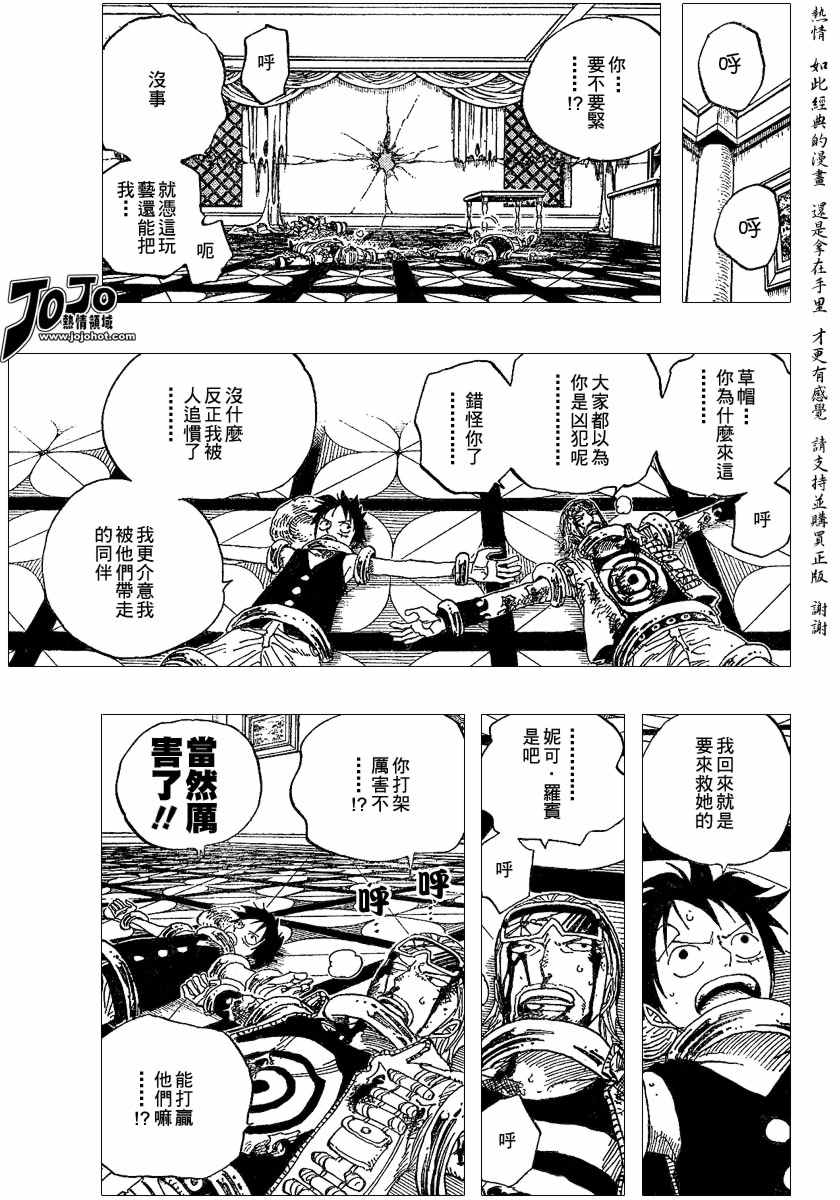 呼
呼
你…
要不要緊
………!?
呼
沒事
就憑這玩
藝還能把
我…
呃
草帽…
你為什麼來這
………
呼
………
大家都以為
你是凶犯呢
………
錯怪你了
………
沒什麼
反正我被
人追慣了
………
我更介意我
被他們帶走
的同伴
我回來就是
要來救她的
………
妮可．羅賓
是吧
呼
呼
你打架
厲害不
………!?
當然厲
害了!!
呼
呼
能打贏
他們嘛
………!?
JOJO
熱情領域
www.jojohot.com
熱情 如此經典的漫畫 還是拿在手里 才更有感覺 請支持並購買正版 謝謝